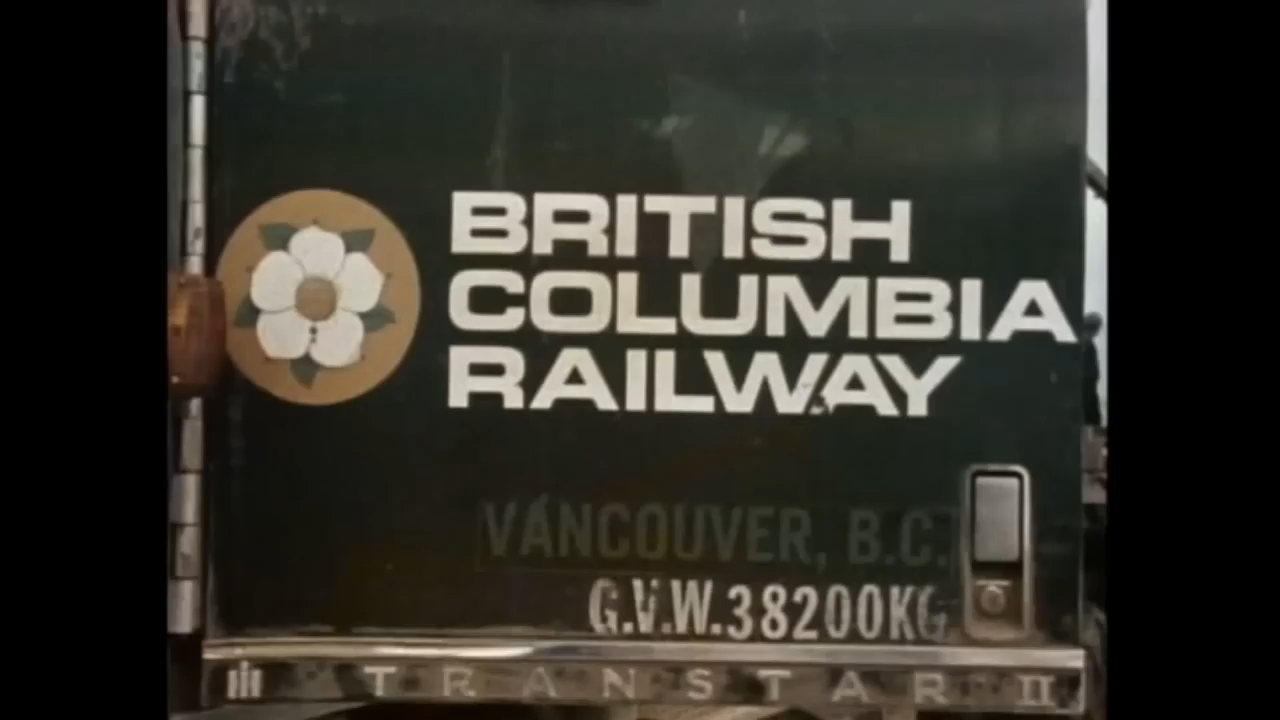 BRITISH
COLUMBIA
RAILWAY
VANCOUVER, B.C.
G.V.W.38200KG
TRANSTAR II